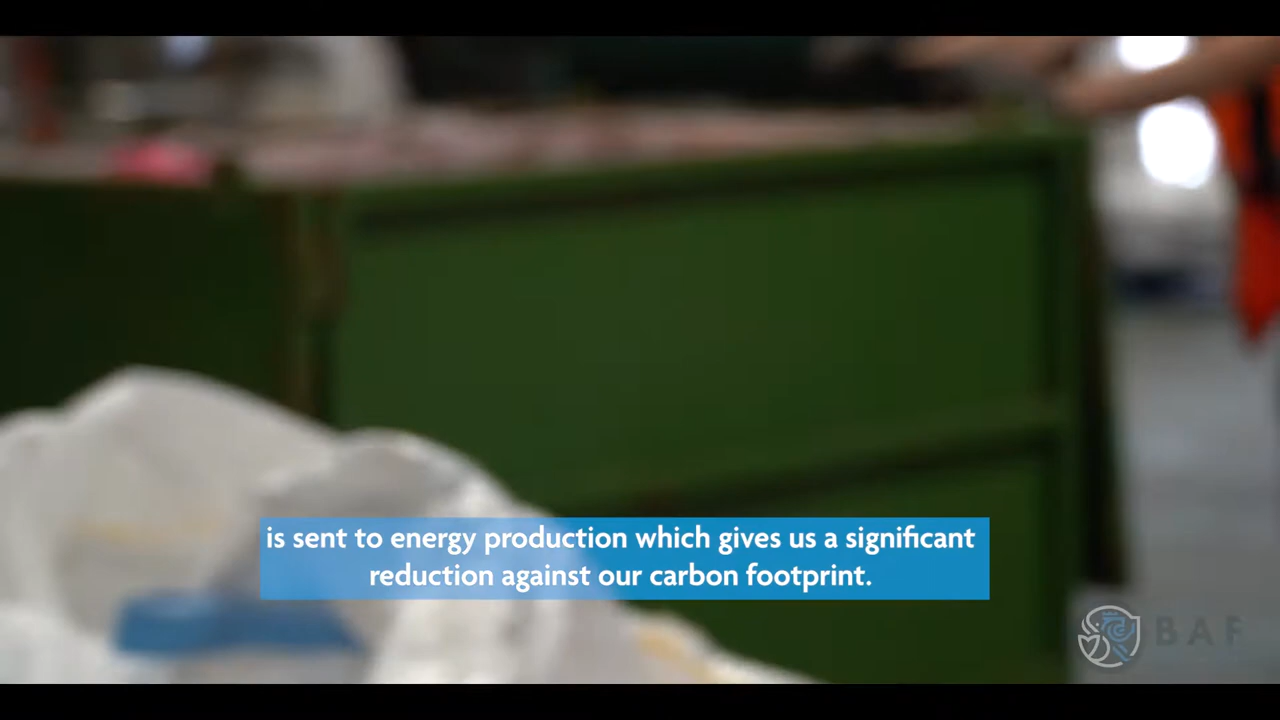 is sent to energy production which gives us a significant
reduction against our carbon footprint.
BAF